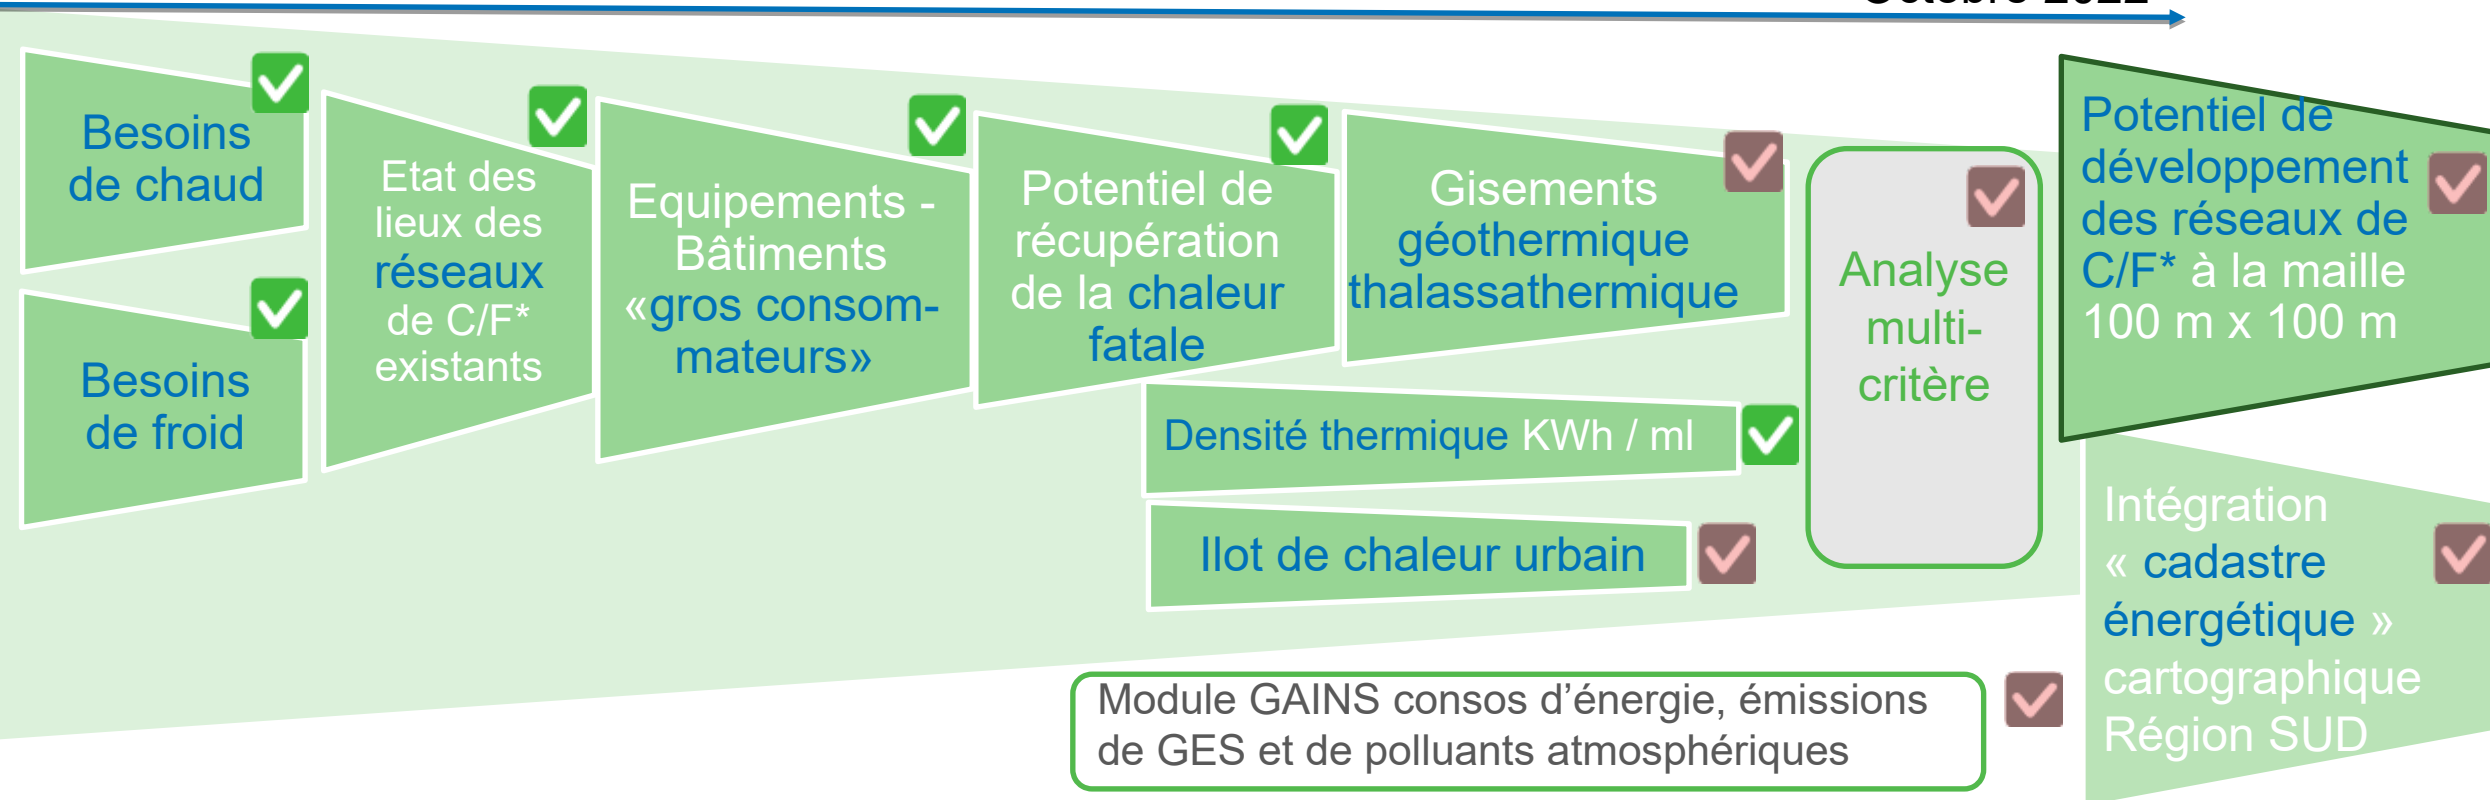 Octobre 2022
Besoins
de chaud
Besoins
de froid
Etat des
lieux des
réseaux
de C/F*
existants
Equipements -
Bâtiments
«gros consom-
mateurs»
Potentiel de
récupération
de la chaleur
fatale
Gisements
géothermique
thalassathermique
Densité thermique KWh / ml
Ilot de chaleur urbain
Analyse
multi-
critère
Potentiel de
développement
des réseaux de
C/F* à la maille
100 m x 100 m
Intégration
« cadastre
énergétique »
cartographique
Région SUD
Module GAINS consos d’énergie, émissions
de GES et de polluants atmosphériques